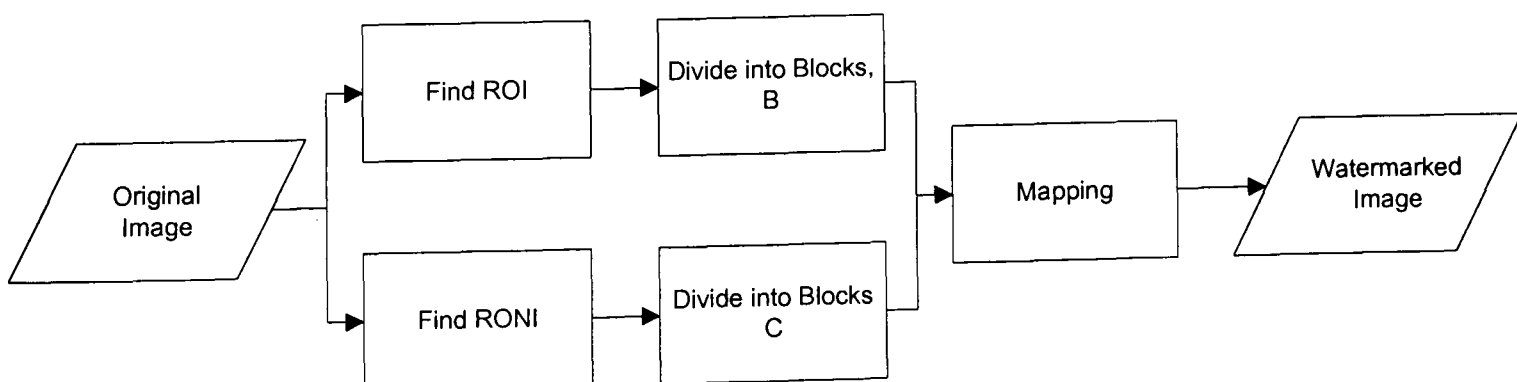 Original
Image
Find ROI
Divide into Blocks,
B
Find RONI
Divide into Blocks
C
Mapping
Watermarked
Image